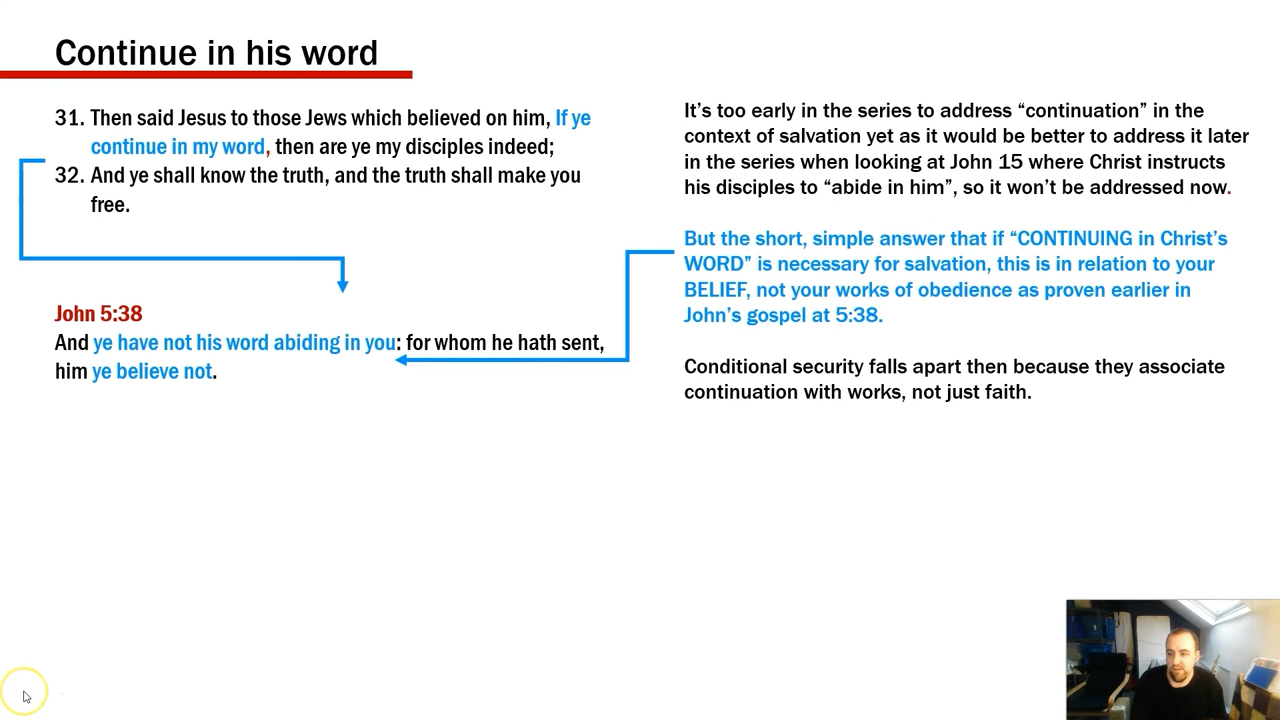 Continue in his word
31. Then said Jesus to those Jews which believed on him, If ye
continue in my word, then are ye my disciples indeed;
32. And ye shall know the truth, and the truth shall make you
free.
John 5:38
And ye have not his word abiding in you: for whom he hath sent,
him ye believe not.
It's too early in the series to address “continuation” in the
context of salvation yet as it would be better to address it later
in the series when looking at John 15 where Christ instructs
his disciples to “abide in him”, so it won't be addressed now.
But the short, simple answer that if “CONTINUING in Christ's
WORD” is necessary for salvation, this is in relation to your
BELIEF, not your works of obedience as proven earlier in
John's gospel at 5:38.
Conditional security falls apart then because they associate
continuation with works, not just faith.